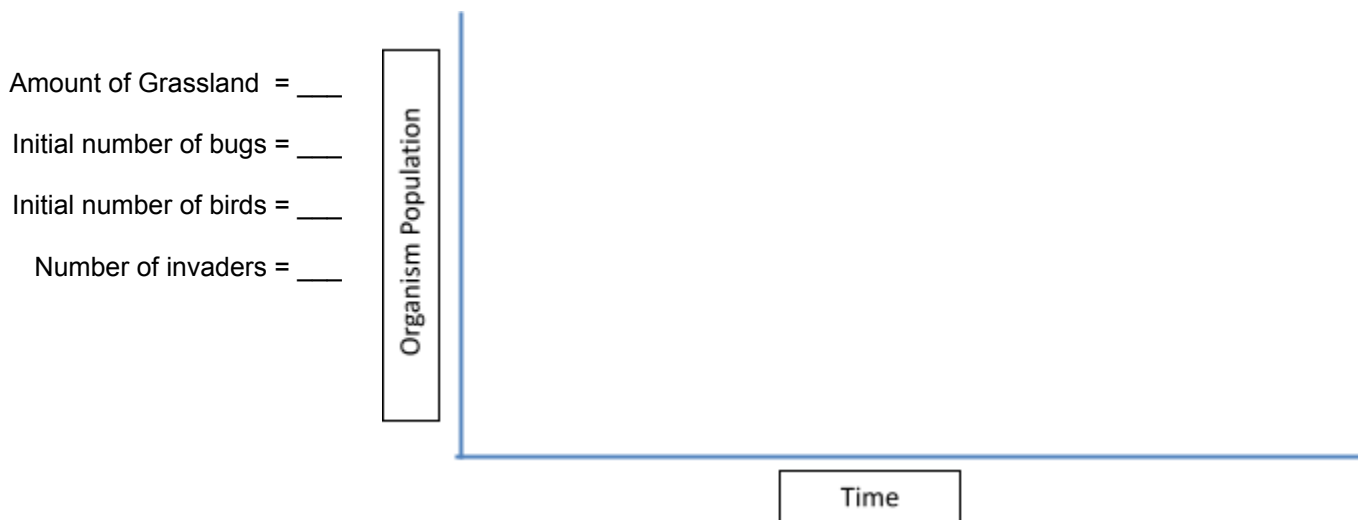 Amount of Grassland = ___
Initial number of bugs = ___
Initial number of birds = ___
Number of invaders = ___
Organism Population
Time